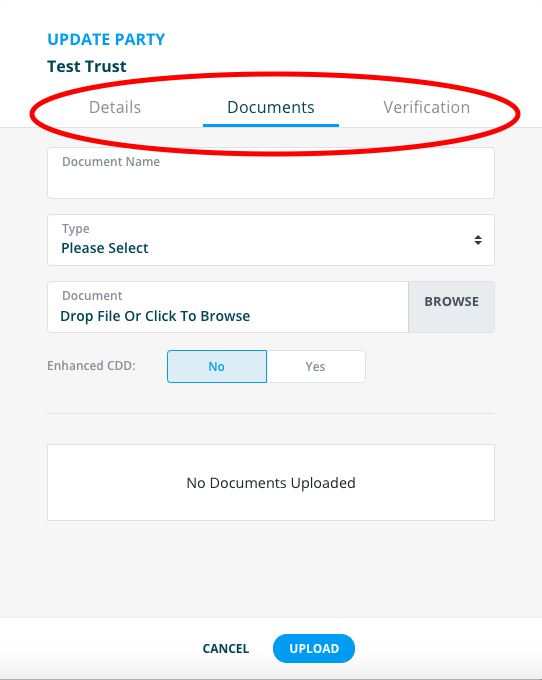 UPDATE PARTY
Test Trust
Details Documents Verification
Document Name
Type
Please Select
Document
Drop File Or Click To Browse
BROWSE
Enhanced CDD: No Yes
No Documents Uploaded
CANCEL UPLOAD